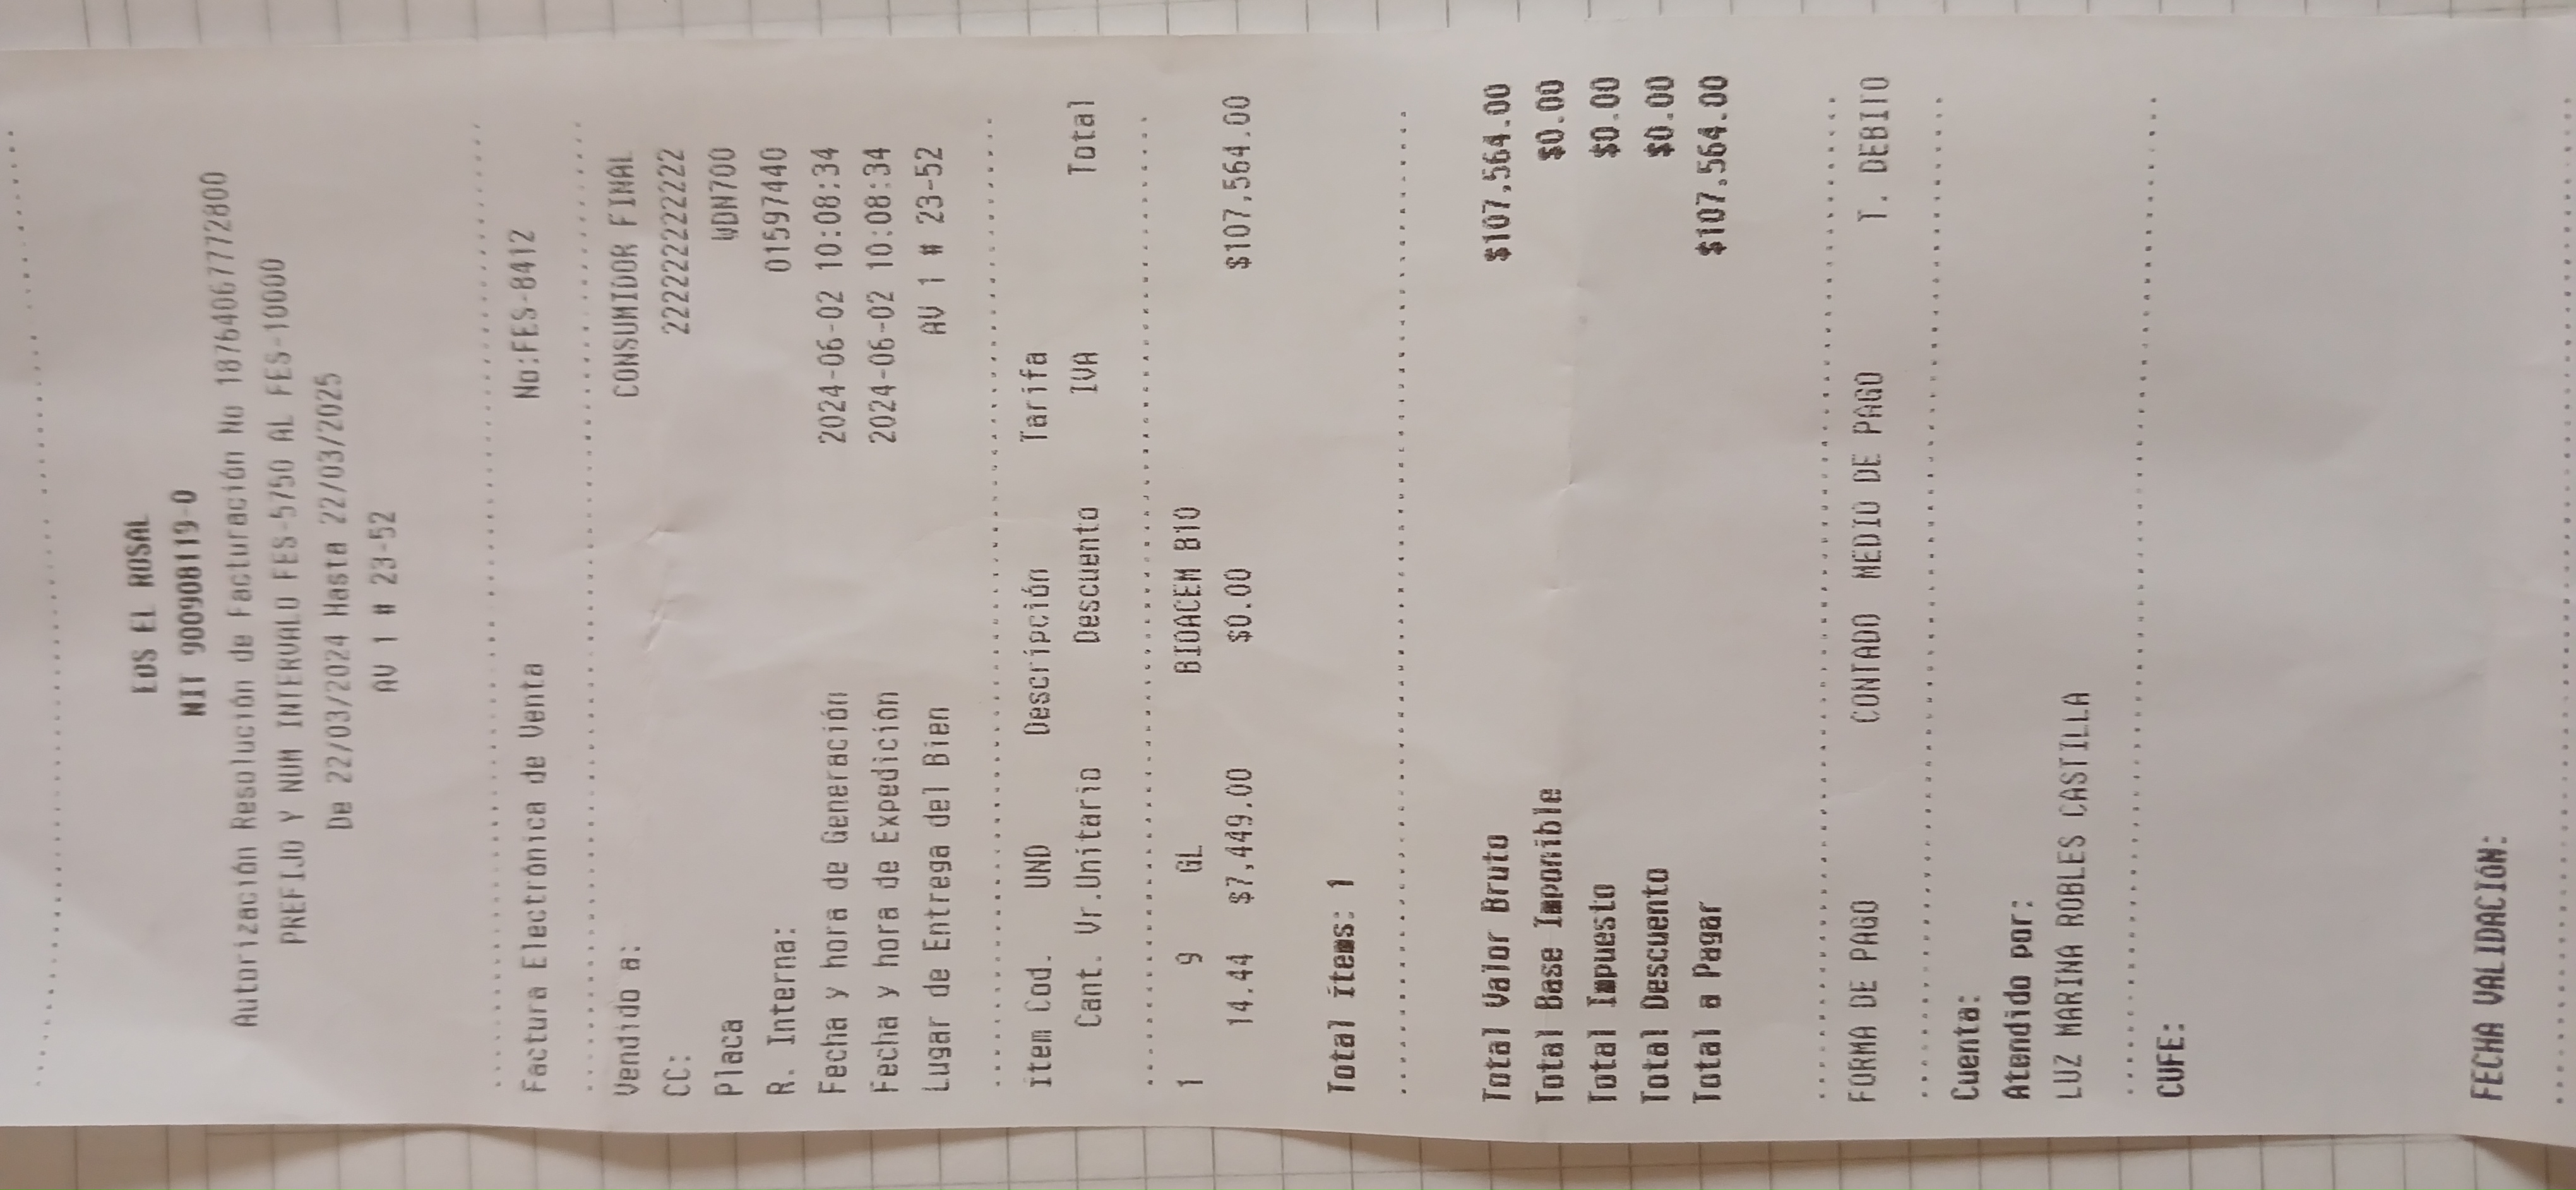 EDS EL ROSAL
NIT 900908119-0
Autorización Resolución de Facturación No 18764067772800
PREFIJO Y NUM INTERVALO FES-5750 AL FES-10000
De 22/03/2024 Hasta 22/03/2025
AV 1 # 23-52
Factura Electrónica de Venta No:FES-8412
Vendido a: CONSUMIDOR FINAL
CC: 222222222222
Placa WDN700
R. Interna: 01597440
Fecha y hora de Generación 2024-06-02 10:08:34
Fecha y hora de Expedición 2024-06-02 10:08:34
Lugar de Entrega del Bien AV 1 # 23-52
Item Cod. UND Descripción Tarifa
Cant. Vr.Unitario Descuento IVA Total
1 9 GL BIOACEM B10
14.44 $7,449.00 $0.00 $107,564.00
Total ítems: 1
Total Valor Bruto $107,564.00
Total Base Imponible $0.00
Total Impuesto $0.00
Total Descuento $0.00
Total a Pagar $107,564.00
FORMA DE PAGO CONTADO MEDIO DE PAGO T. DEBITO
Cuenta:
Atendido por:
LUZ MARINA ROBLES CASTILLA
CUFE:
FECHA VALIDACIÓN: